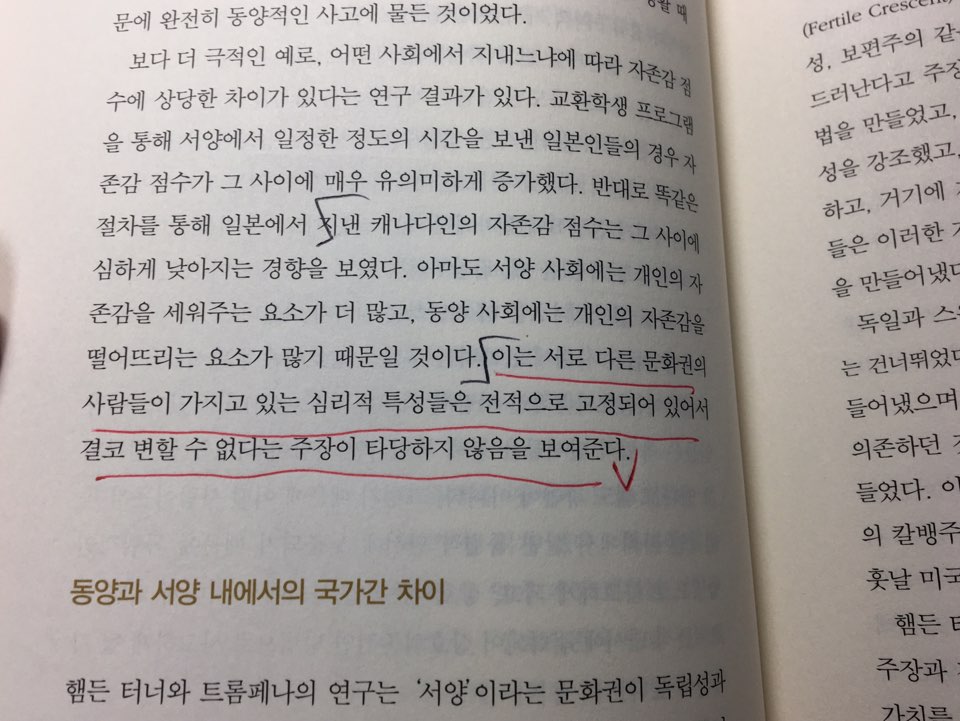 문에 완전히 동양적인 사고에 물든 것이었다.
보다 더 극적인 예로, 어떤 사회에서 지내느냐에 따라 자존감 점
수에 상당한 차이가 있다는 연구 결과가 있다. 교환학생 프로그램
을 통해 서양에서 일정한 정도의 시간을 보낸 일본인들의 경우 자
존감 점수가 그 사이에 매우 유의미하게 증가했다. 반대로 똑같은
절차를 통해 일본에서 지낸 캐나다인의 자존감 점수는 그 사이에
심하게 낮아지는 경향을 보였다. 아마도 서양 사회에는 개인의 자
존감을 세워주는 요소가 더 많고, 동양 사회에는 개인의 자존감을
떨어뜨리는 요소가 많기 때문일 것이다. 이는 서로 다른 문화권의
사람들이 가지고 있는 심리적 특성들은 전적으로 고정되어 있어서
결코 변할 수 없다는 주장이 타당하지 않음을 보여준다.
동양과 서양 내에서의 국가간 차이
햄든 터너와 트롬페나의 연구는 ‘서양’이라는 문화권이 독립성과
(Fertile Crescent)
성, 보편주의 같
드러난다고 주장
법을 만들었고,
성을 강조했고,
하고, 거기에
들은 이러한
을 만들어냈다
독일과
는 건너뛰었다
들어냈으며
의존하던
들었다.
의 칼뱅주
훗날 미국
햄든 터
주장과
가치를